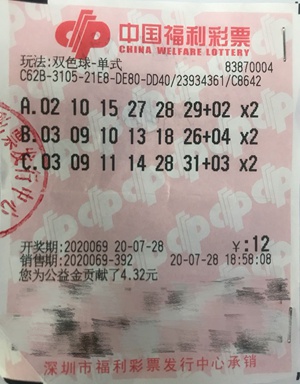 中国福利彩票
CHINA WELFARE LOTTERY
玩法:双色球-单式 83870004
C62B-3105-21E8-DE80-DD40/23934361/C8642
A.02 10 15 27 28 29+02 x2
B.03 09 10 13 18 26+04 x2
C.03 09 11 14 28 31+03 x2
开奖期:2020069 20-07-28 ¥:12
销售期:2020069-392 20-07-28 18:58:08
您为公益金贡献了4.32元
深圳市福利彩票发行中心承销